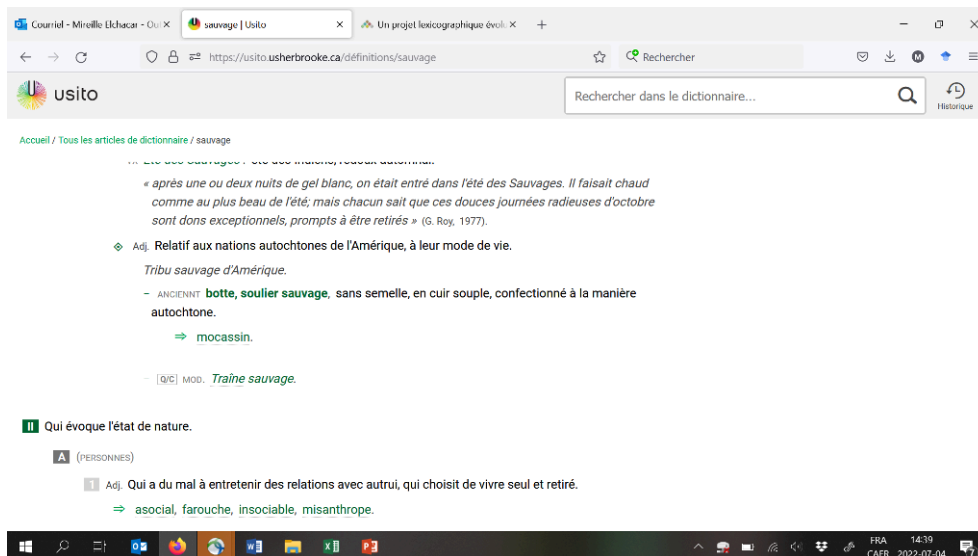 Courriel - Mireille Elchacar - Ou
sauvage | Usito
Un projet lexicographique évolu
https://usito.usherbrooke.ca/définitions/sauvage
Rechercher
usito
Rechercher dans le dictionnaire...
Historique
Accueil / Tous les articles de dictionnaire / sauvage
« après une ou deux nuits de gel blanc, on était entré dans l'été des Sauvages. Il faisait chaud
comme au plus beau de l'été; mais chacun sait que ces douces journées radieuses d'octobre
sont dons exceptionnels, prompts à être retirés » (G. Roy, 1977).
Adj. Relatif aux nations autochtones de l'Amérique, à leur mode de vie.
Tribu sauvage d'Amérique.
– ANCIENNT botte, soulier sauvage, sans semelle, en cuir souple, confectionné à la manière
autochtone.
⇒ mocassin.
– Q/C MOD. Traîne sauvage.
II Qui évoque l'état de nature.
A (PERSONNES)
1 Adj. Qui a du mal à entretenir des relations avec autrui, qui choisit de vivre seul et retiré.
⇒ asocial, farouche, insociable, misanthrope.
FRA 14:39
CAFR 2022-07-04